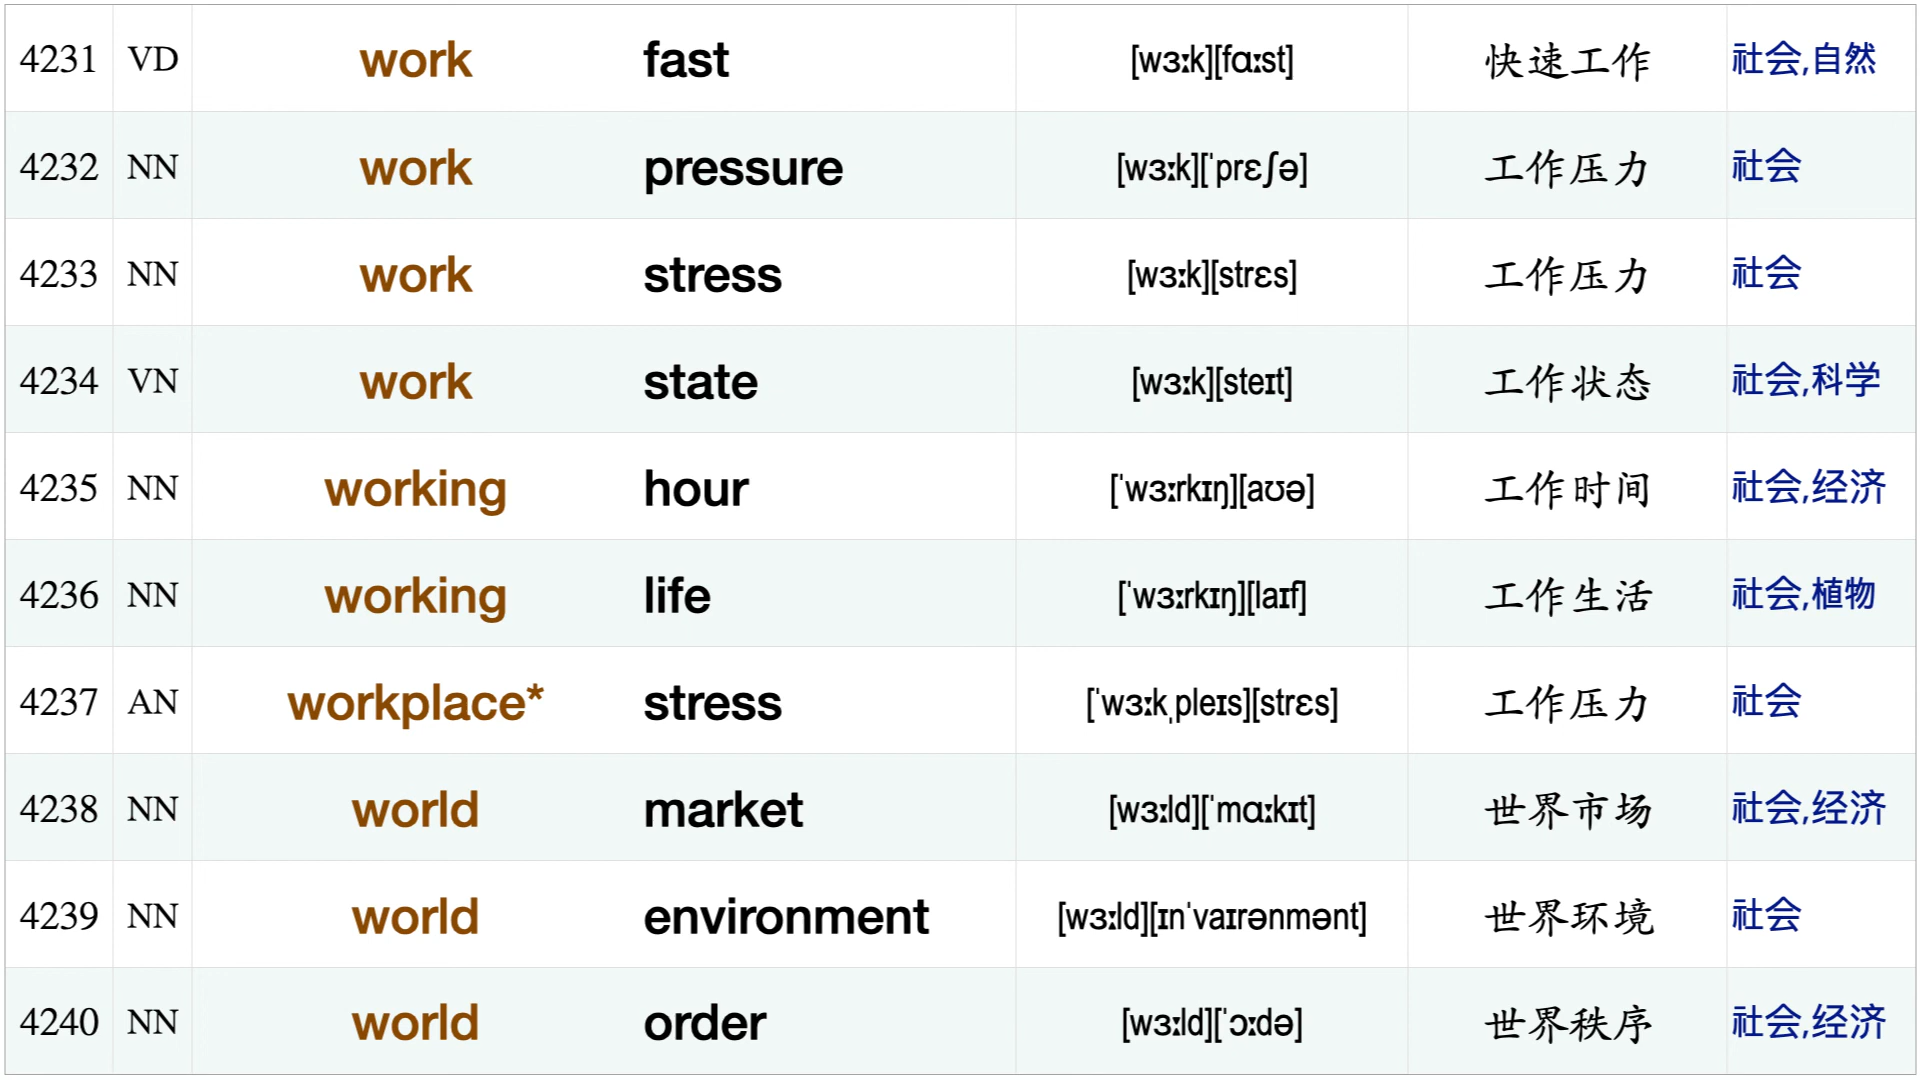 4231 VD work fast [wɜːk][fɑːst] 快速工作 社会,自然
4232 NN work pressure [wɜːk][ˈprɛʃə] 工作压力 社会
4233 NN work stress [wɜːk][strɛs] 工作压力 社会
4234 VN work state [wɜːk][steɪt] 工作状态 社会,科学
4235 NN working hour [ˈwɜːrkɪŋ][aʊə] 工作时间 社会,经济
4236 NN working life [ˈwɜːrkɪŋ][laɪf] 工作生活 社会,植物
4237 AN workplace* stress [ˈwɜːkˌpleɪs][strɛs] 工作压力 社会
4238 NN world market [wɜːld][ˈmɑːkɪt] 世界市场 社会,经济
4239 NN world environment [wɜːld][ɪnˈvaɪrənmənt] 世界环境 社会
4240 NN world order [wɜːld][ˈɔːdə] 世界秩序 社会,经济